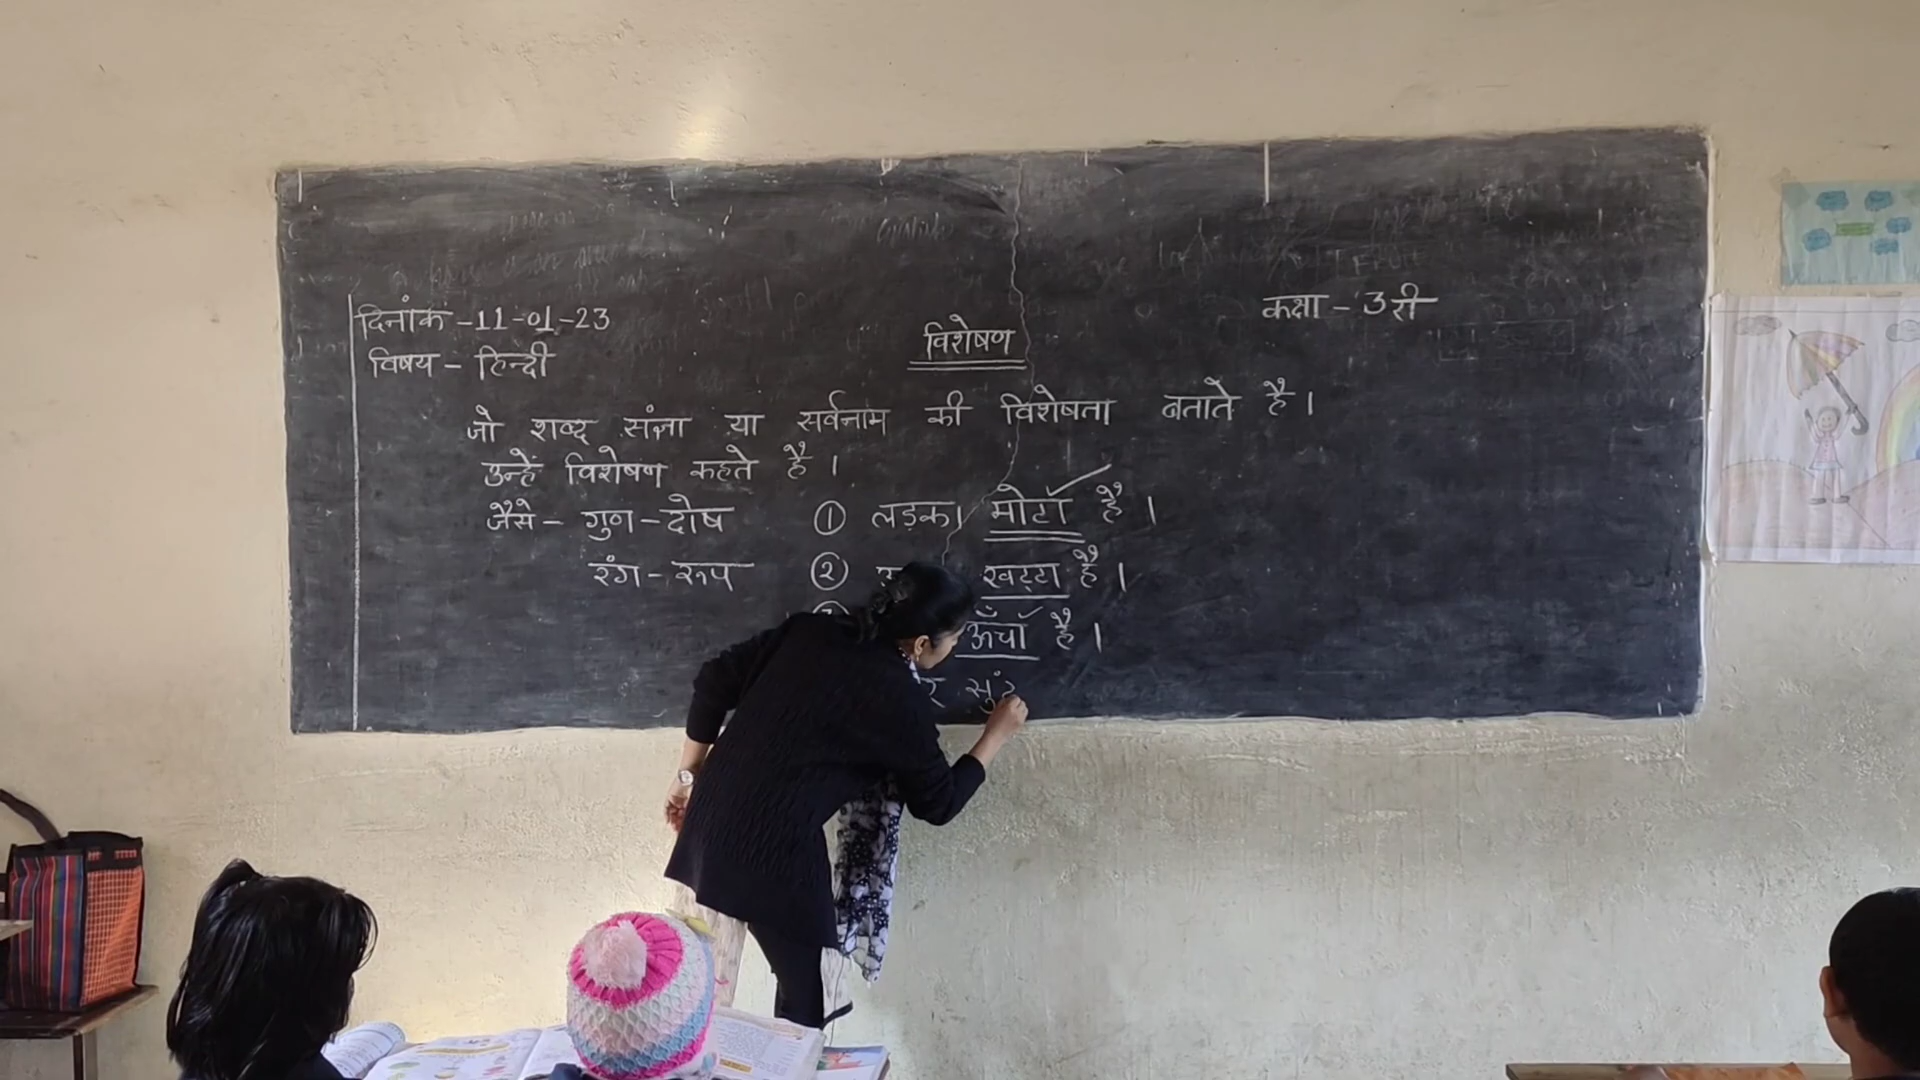 दिनांक -11-01-23
कक्षा - 3री
विषय - हिन्दी
विशेषण
जो शब्द संज्ञा या सर्वनाम की विशेषता बताते है।
उन्हें विशेषण कहते है।
जैसे - गुण - दोष
① लड़का मोटा है।
रंग - रूप
② खट्टा है।
ऊँचा है।